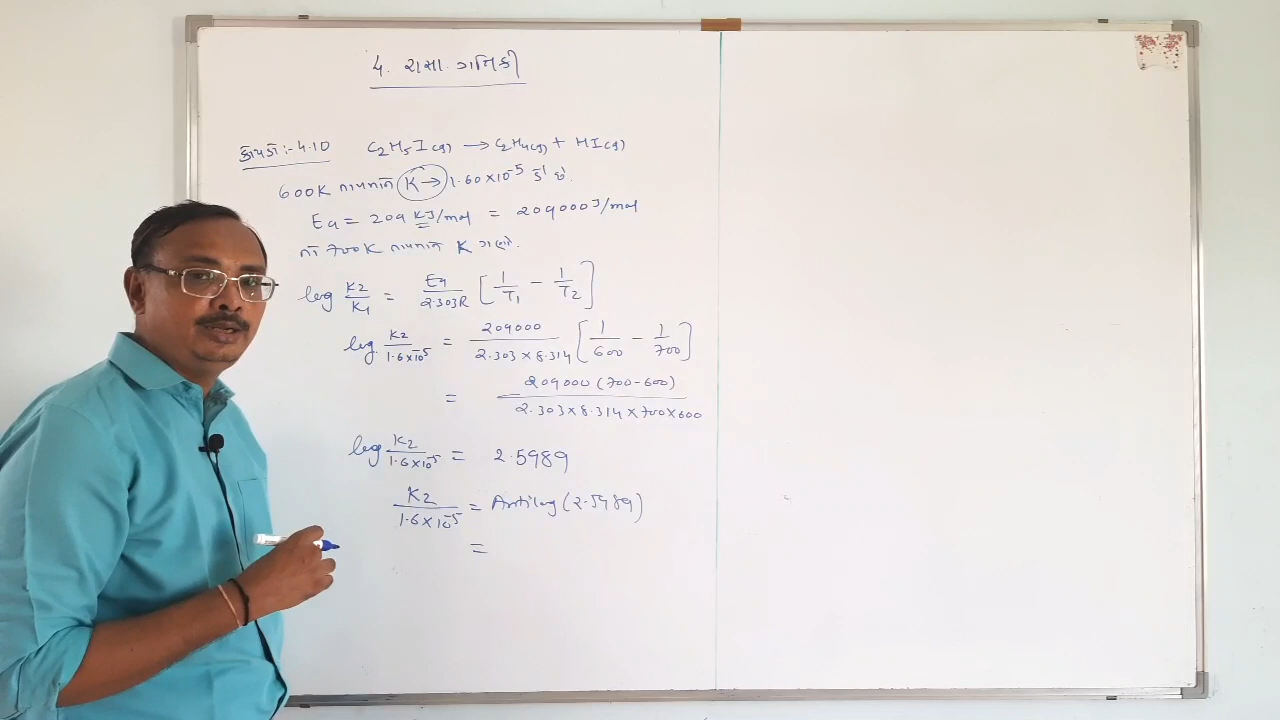 4. રાસા. ગતિકી
કોયડો:-4.10 C₂H₅I(g) → C₂H₄(g) + HI(g)
600K તાપમાને K → 1.60×10⁻⁵ s⁻¹ છે.
Ea = 209 KJ/mol = 209000J/mol
તો 700K તાપમાને K ગણો.
log K₂/K₁ = Ea/2.303R [1/T₁ − 1/T₂]
log K₂/1.6×10⁻⁵ = 209000/2.303×8.314 [1/600 − 1/700]
= 209000(700-600)/2.303×8.314×700×600
log K₂/1.6×10⁻⁵ = 2.5989
K₂/1.6×10⁻⁵ = Antilog(2.5989)
=